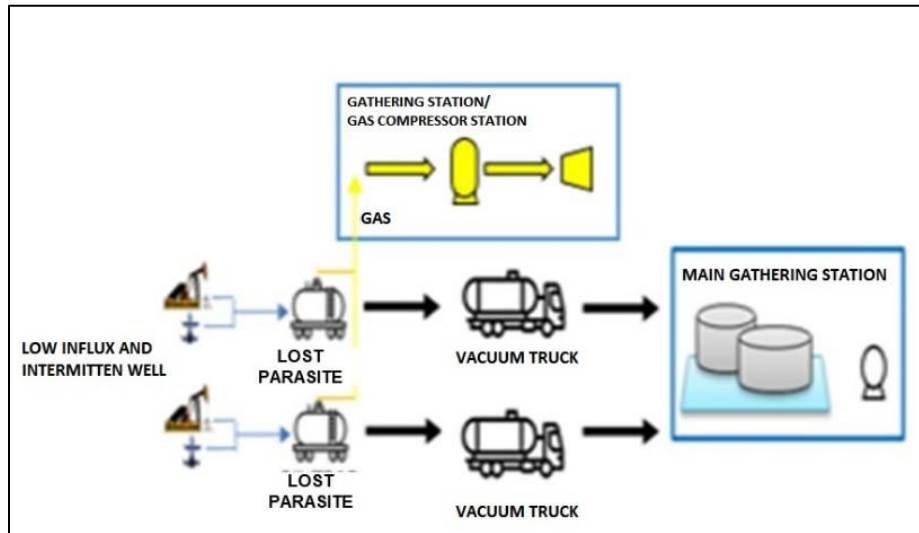 GATHERING STATION/
GAS COMPRESSOR STATION
GAS
MAIN GATHERING STATION
LOW INFLUX AND
INTERMITTEN WELL
LOST
PARASITE
VACUUM TRUCK
LOST
PARASITE
VACUUM TRUCK